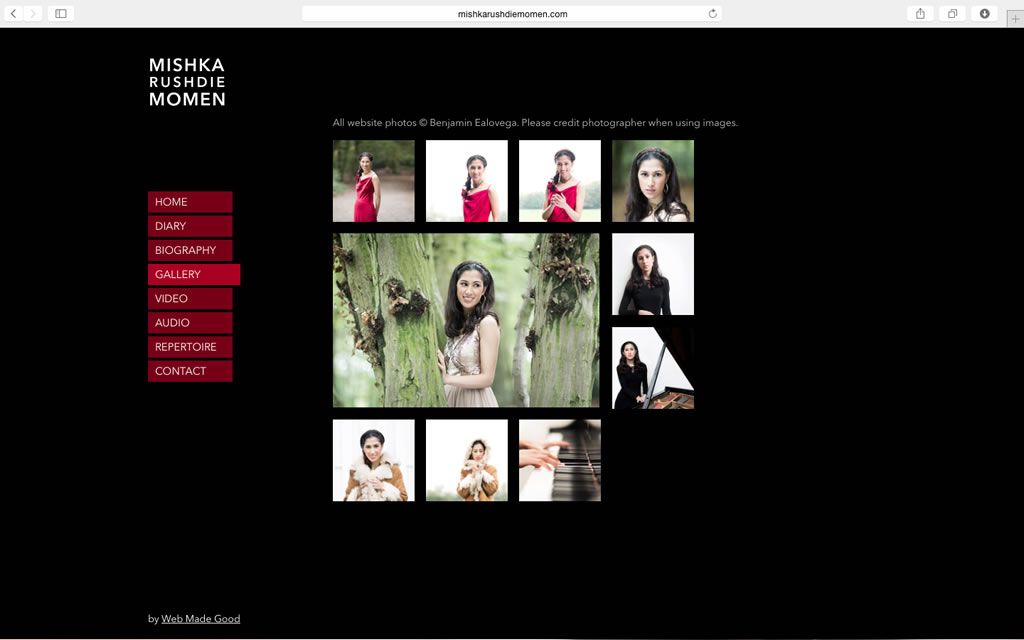 mishkarushdiemomen.com
MISHKA
RUSHDIE
MOMEN
All website photos © Benjamin Ealovega. Please credit photographer when using images.
HOME
DIARY
BIOGRAPHY
GALLERY
VIDEO
AUDIO
REPERTOIRE
CONTACT
by Web Made Good